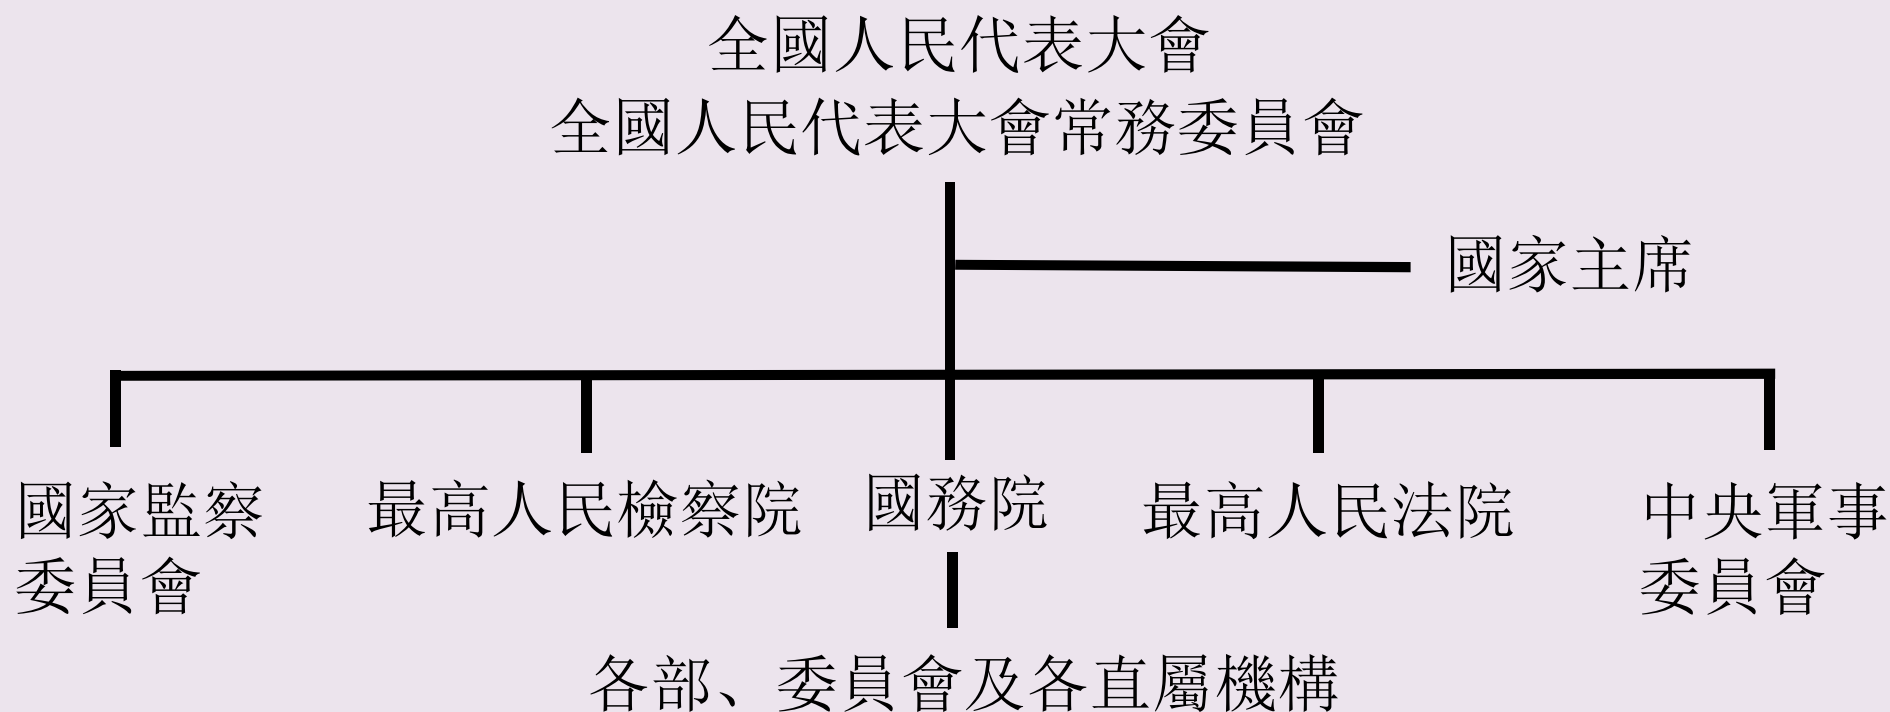 全國人民代表大會
全國人民代表大會常務委員會
國家主席
國家監察
委員會
最高人民檢察院
國務院
最高人民法院
中央軍事
委員會
各部、委員會及各直屬機構